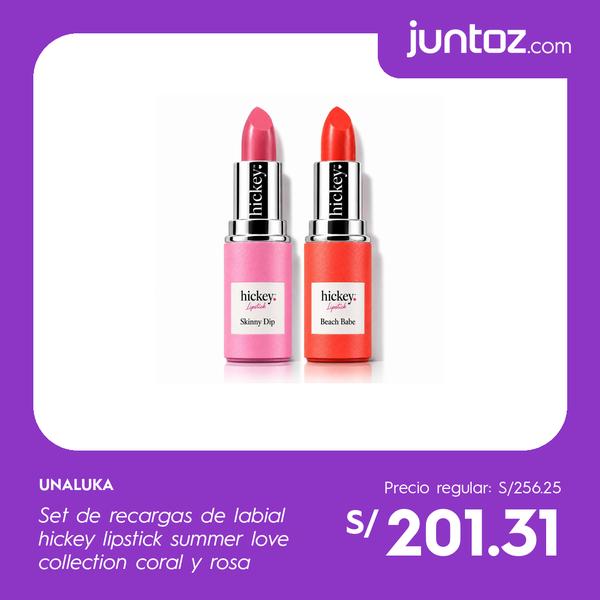 juntoz.com
hickey
hickey
hickey
Lipstick
Skinny Dip
hickey
Lipstick
Beach Babe
UNALUKA
Set de recargas de labial
hickey lipstick summer love
collection coral y rosa
Precio regular: S/256.25
S/ 201.31